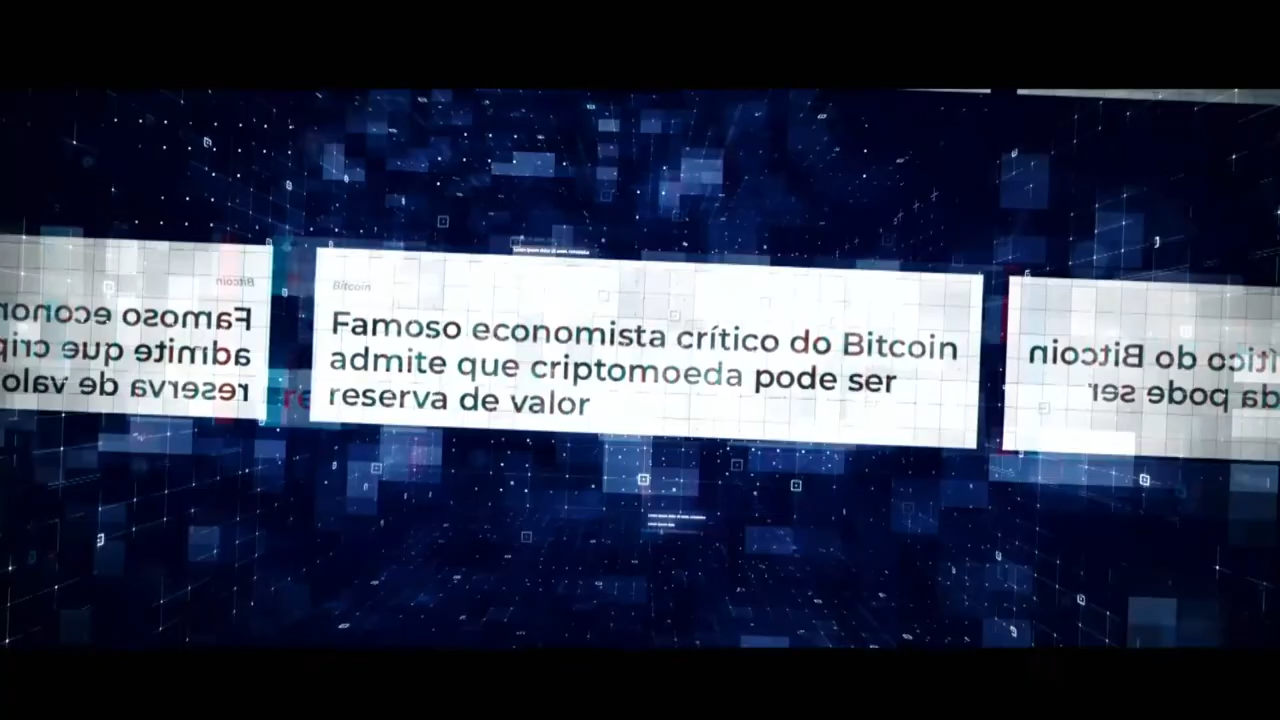 Bitcoin
Famoso economista crítico do Bitcoin
admite que criptomoeda pode ser
reserva de valor